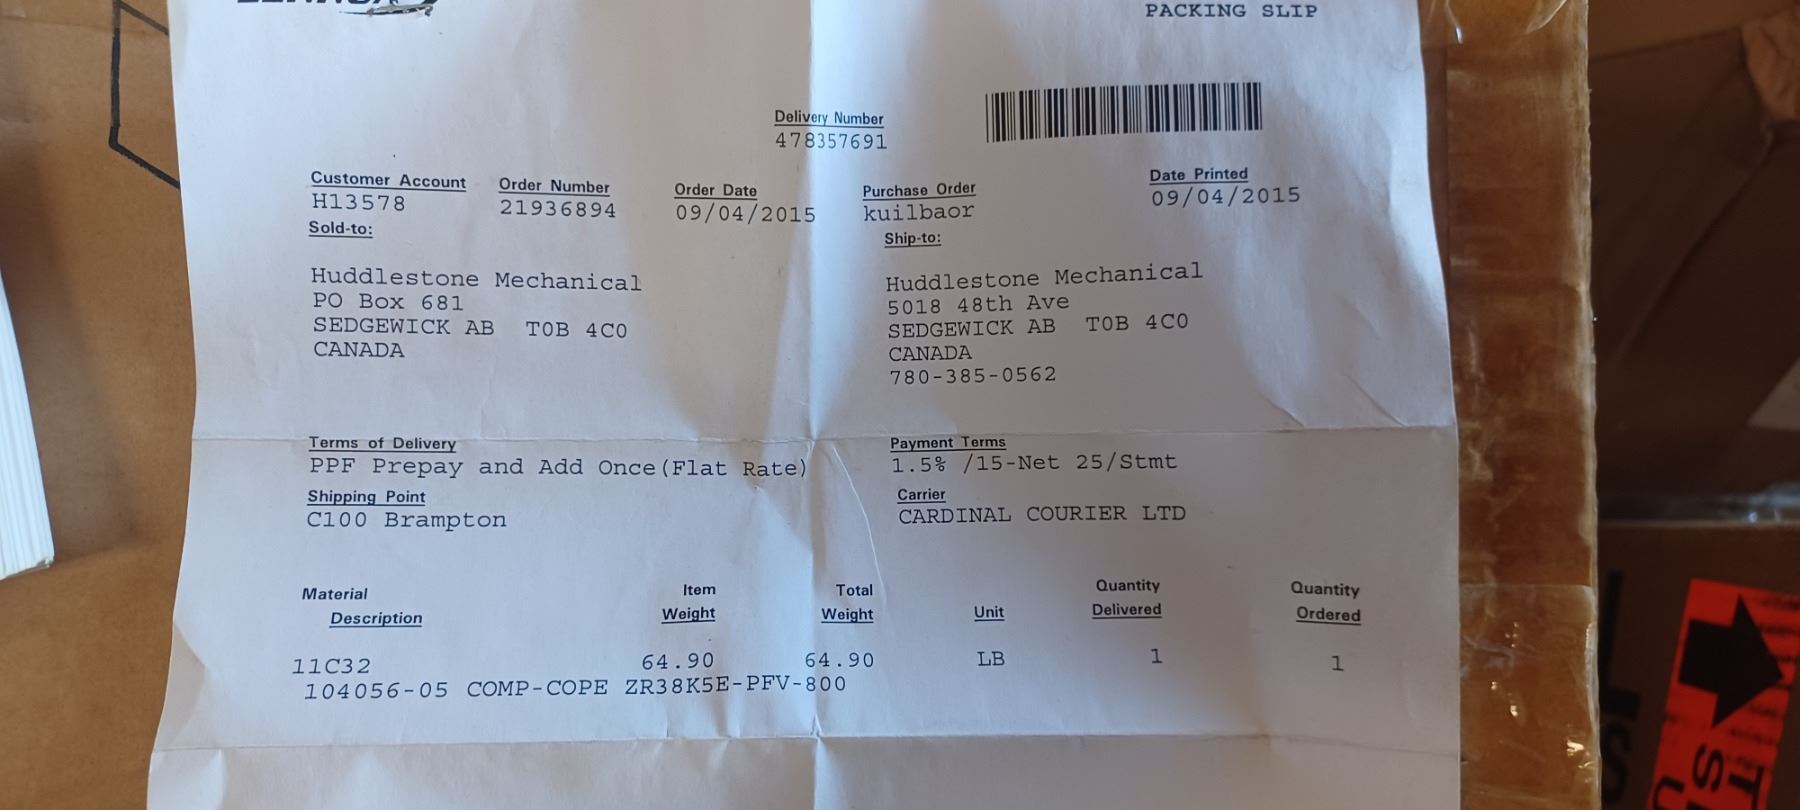 PACKING SLIP
Delivery Number
478357691
Customer Account Order Number Order Date Purchase Order Date Printed
H13578 21936894 09/04/2015 kuilbaor 09/04/2015
Sold-to: Ship-to:
Huddlestone Mechanical
PO Box 681
SEDGEWICK AB T0B 4C0
CANADA
Huddlestone Mechanical
5018 48th Ave
SEDGEWICK AB T0B 4C0
CANADA
780-385-0562
Terms of Delivery Payment Terms
PPF Prepay and Add Once(Flat Rate) 1.5% /15-Net 25/Stmt
Shipping Point Carrier
C100 Brampton CARDINAL COURIER LTD
Material Item Total Quantity Quantity
Description Weight Weight Unit Delivered Ordered
11C32 64.90 64.90 LB 1 1
104056-05 COMP-COPE ZR38K5E-PFV-800